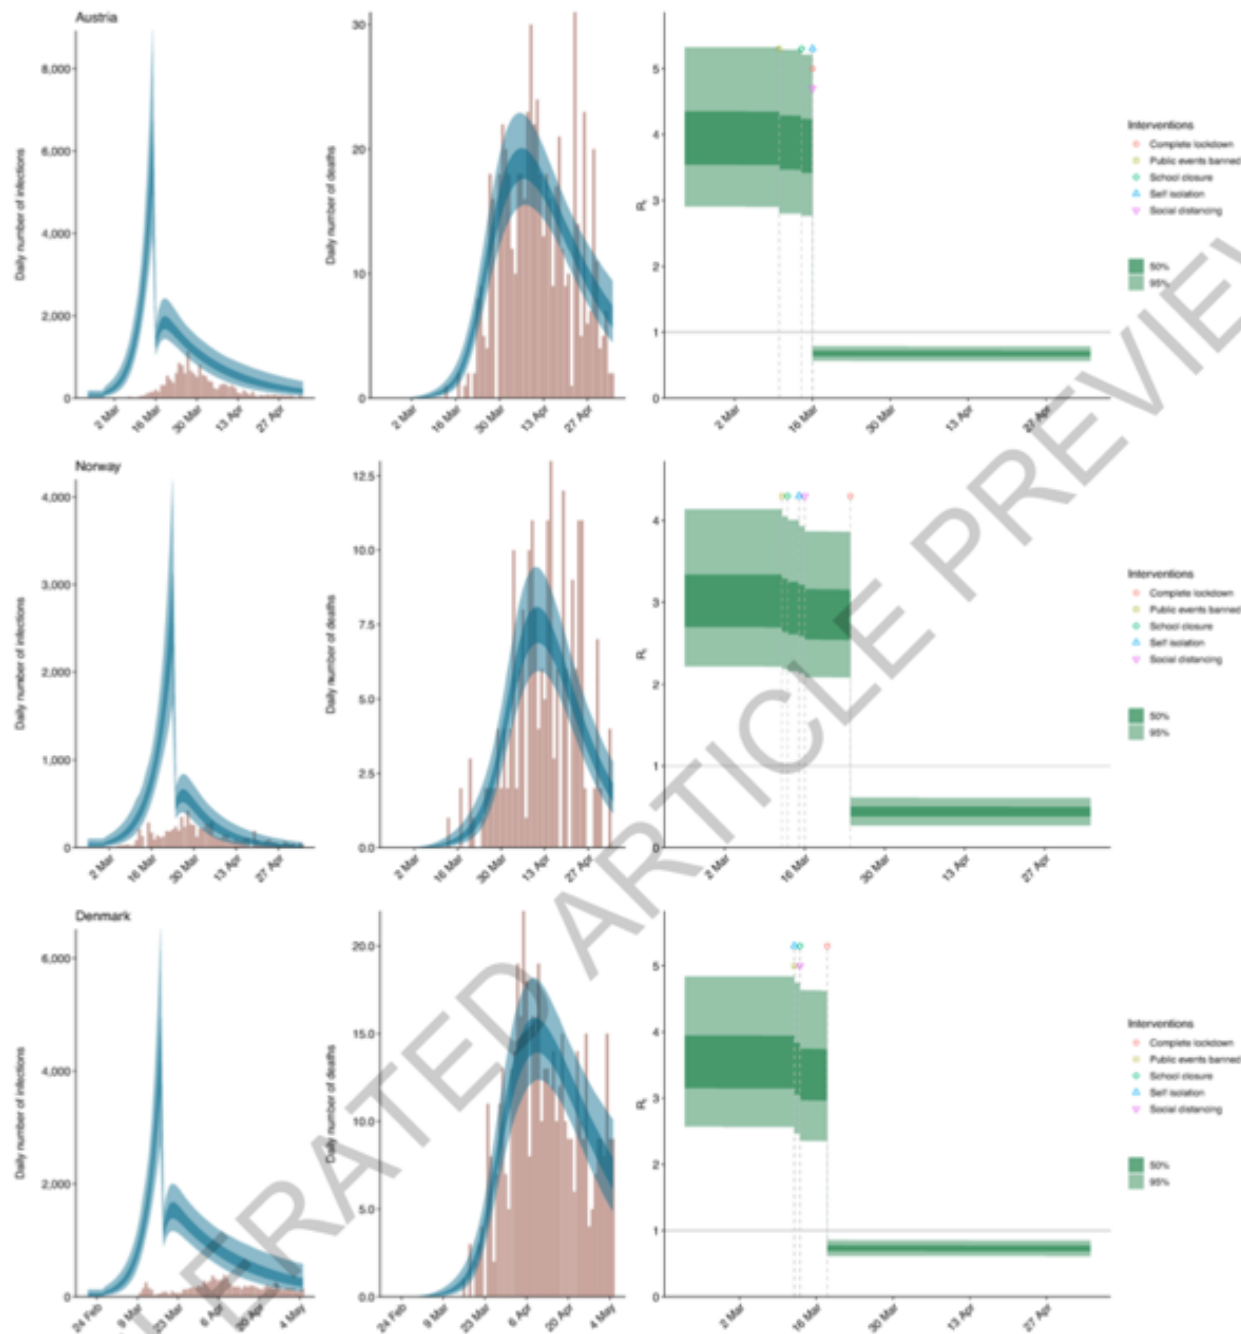 Austria
Daily number of infections
8,000
6,000
4,000
2,000
0
2 Mar
16 Mar
30 Mar
13 Apr
27 Apr
Daily number of deaths
30
20
10
0
2 Mar
16 Mar
30 Mar
13 Apr
27 Apr
Rt
5
4
3
2
1
0
2 Mar
16 Mar
30 Mar
13 Apr
27 Apr
Interventions
Complete lockdown
Public events banned
School closure
Self isolation
Social distancing
50%
95%
Norway
Daily number of infections
4,000
3,000
2,000
1,000
0
2 Mar
16 Mar
30 Mar
13 Apr
27 Apr
Daily number of deaths
12.5
10.0
7.5
5.0
2.5
0.0
2 Mar
16 Mar
30 Mar
13 Apr
27 Apr
Rt
4
3
2
1
0
2 Mar
16 Mar
30 Mar
13 Apr
27 Apr
Interventions
Complete lockdown
Public events banned
School closure
Self isolation
Social distancing
50%
95%
Denmark
Daily number of infections
6,000
4,000
2,000
0
24 Feb
9 Mar
23 Mar
6 Apr
20 Apr
4 May
Daily number of deaths
20.0
15.0
10.0
5.0
0.0
24 Feb
9 Mar
23 Mar
6 Apr
20 Apr
4 May
Rt
5
4
3
2
1
0
2 Mar
16 Mar
30 Mar
13 Apr
27 Apr
Interventions
Complete lockdown
Public events banned
School closure
Self isolation
Social distancing
50%
95%
LERATED ARTICLE PREVIEW